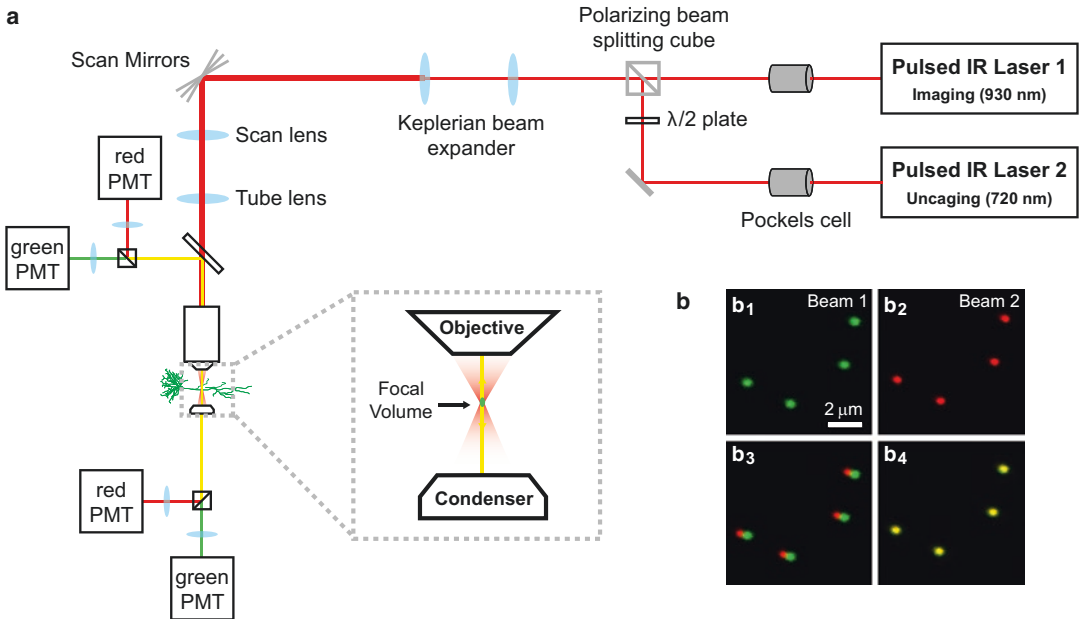 a
Scan Mirrors
Polarizing beam
splitting cube
Pulsed IR Laser 1
Imaging (930 nm)
Keplerian beam
expander
λ/2 plate
Scan lens
Pulsed IR Laser 2
Uncaging (720 nm)
red
PMT
Tube lens
Pockels cell
green
PMT
Objective
Focal
Volume
Condenser
red
PMT
green
PMT
b
b1
Beam 1
b2
Beam 2
2 μm
b3
b4